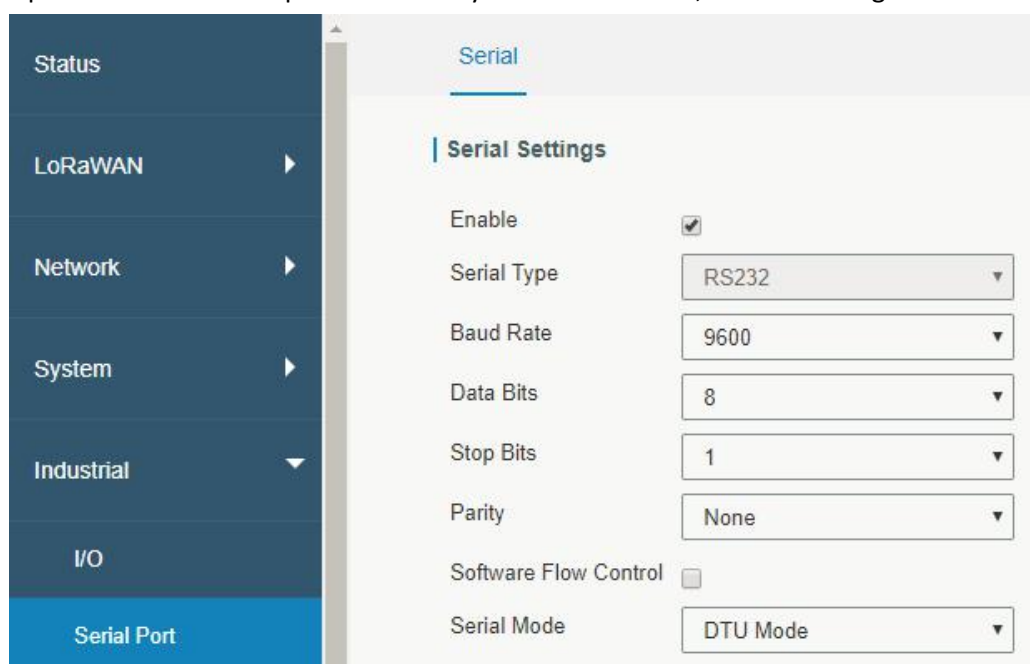 Status
LoRaWAN
Network
System
Industrial
I/O
Serial Port
Serial
Serial Settings
Enable
Serial Type RS232
Baud Rate 9600
Data Bits 8
Stop Bits 1
Parity None
Software Flow Control
Serial Mode DTU Mode